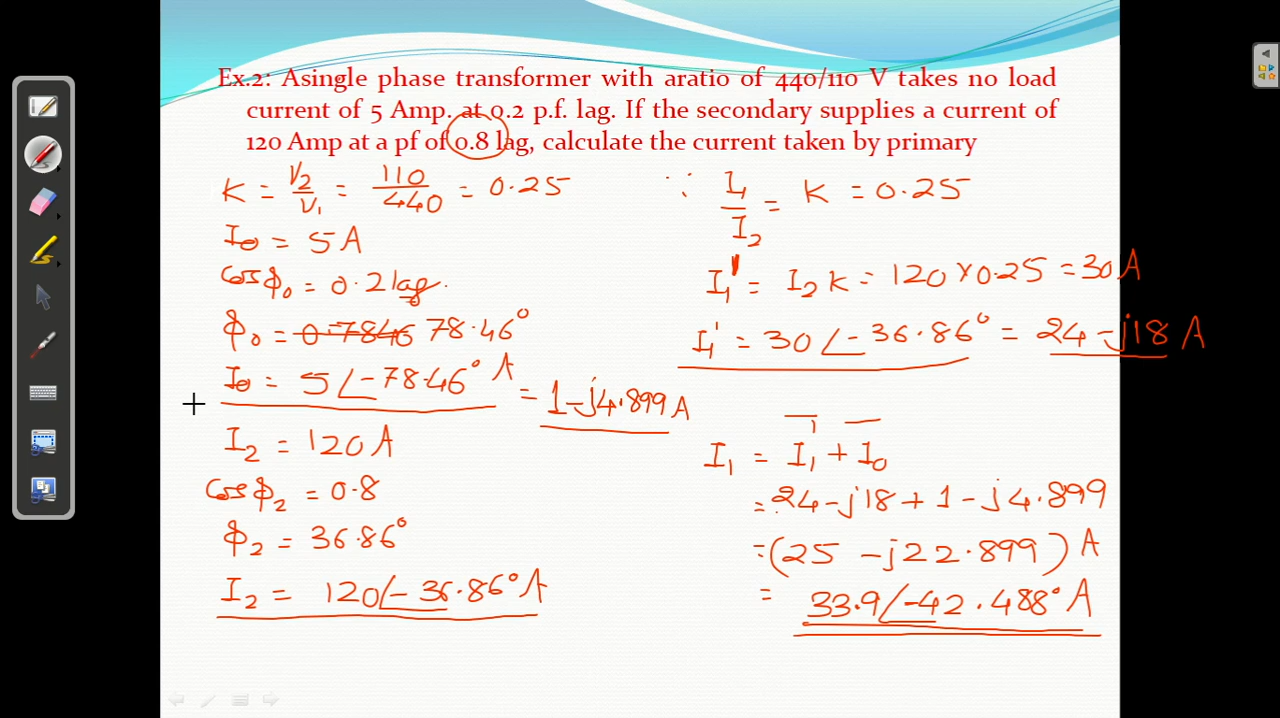 Ex.2: Asingle phase transformer with aratio of 440/110 V takes no load
current of 5 Amp. at 0.2 p.f. lag. If the secondary supplies a current of
120 Amp at a pf of 0.8 lag, calculate the current taken by primary
K = V2/V1 = 110/440 = 0.25
I0 = 5A
cosϕ0 = 0.2 lag.
ϕ0 = 0.7846 78.46°
I0 = 5∠-78.46° A = 1-j4.899 A
I2 = 120 A
cosϕ2 = 0.8
ϕ2 = 36.86°
I2 = 120∠-36.86° A
∵ I1/I2 = K = 0.25
I1' = I2 K = 120 × 0.25 = 30 A
I1' = 30∠-36.86° = 24-j18 A
I1 = I1' + I0
= 24-j18 + 1-j4.899
= (25 -j22.899) A
= 33.9∠-42.488° A